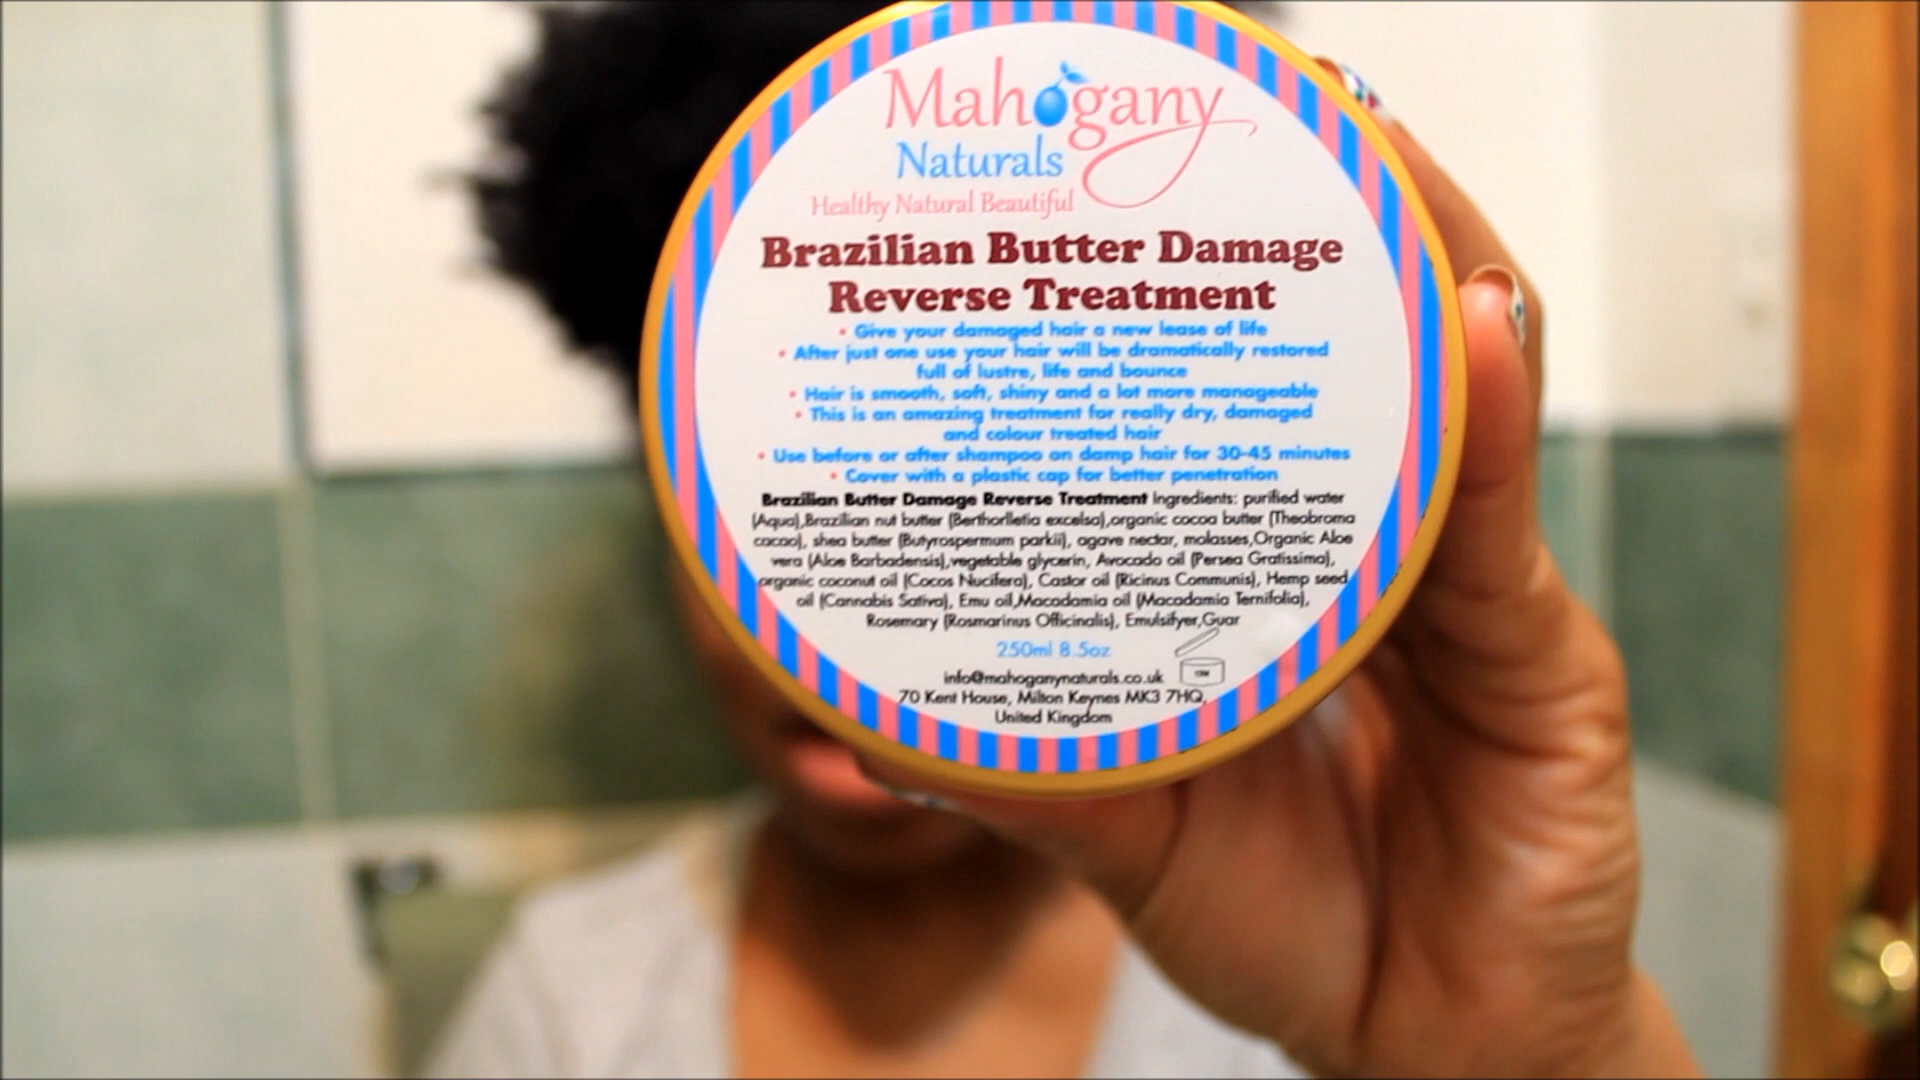 Mahogany
Naturals
Healthy Natural Beautiful
Brazilian Butter Damage
Reverse Treatment
• Give your damaged hair a new lease of life
• After just one use your hair will be dramatically restored
full of lustre, life and bounce
• Hair is smooth, soft, shiny and a lot more manageable
• This is an amazing treatment for really dry, damaged
and colour treated hair
• Use before or after shampoo on damp hair for 30-45 minutes
• Cover with a plastic cap for better penetration
Brazilian Butter Damage Reverse Treatment Ingredients: purified water
(Aqua),Brazilian nut butter (Berthorlletia excelsa),organic cocoa butter (Theobroma
cacao), shea butter (Butyrospermum parkii), agave nectar, molasses,Organic Aloe
vera (Aloe Barbadensis),vegetable glycerin, Avocado oil (Persea Gratissima),
organic coconut oil (Cocos Nucifera), Castor oil (Ricinus Communis), Hemp seed
oil (Cannabis Sativa), Emu oil,Macadamia oil (Macadamia Ternifolia),
Rosemary (Rosmarinus Officinalis), Emulsifyer,Guar
250ml 8.5oz
info@mahoganynaturals.co.uk
70 Kent House, Milton Keynes MK3 7HQ,
United Kingdom